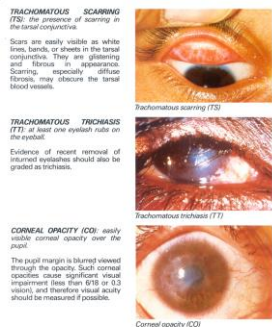 TRACHOMATOUS SCARRING
(TS): the presence of scarring in
the tarsal conjunctiva.
Scars are easily visible as white
lines, bands, or sheets in the tarsal
conjunctiva. They are glistening
and fibrous in appearance.
Scarring, especially diffuse
fibrosis, may obscure the tarsal
blood vessels.
Trachomatous scarring (TS)
TRACHOMATOUS TRICHIASIS
(TT): at least one eyelash rubs on
the eyeball.
Evidence of recent removal of
inturned eyelashes should also be
graded as trichiasis.
Trachomatous trichiasis (TT)
CORNEAL OPACITY (CO): easily
visible corneal opacity over the
pupil.
The pupil margin is blurred viewed
through the opacity. Such corneal
opacities cause significant visual
impairment (less than 6/18 or 0.3
vision), and therefore visual acuity
should be measured if possible.
Corneal opacity (CO)